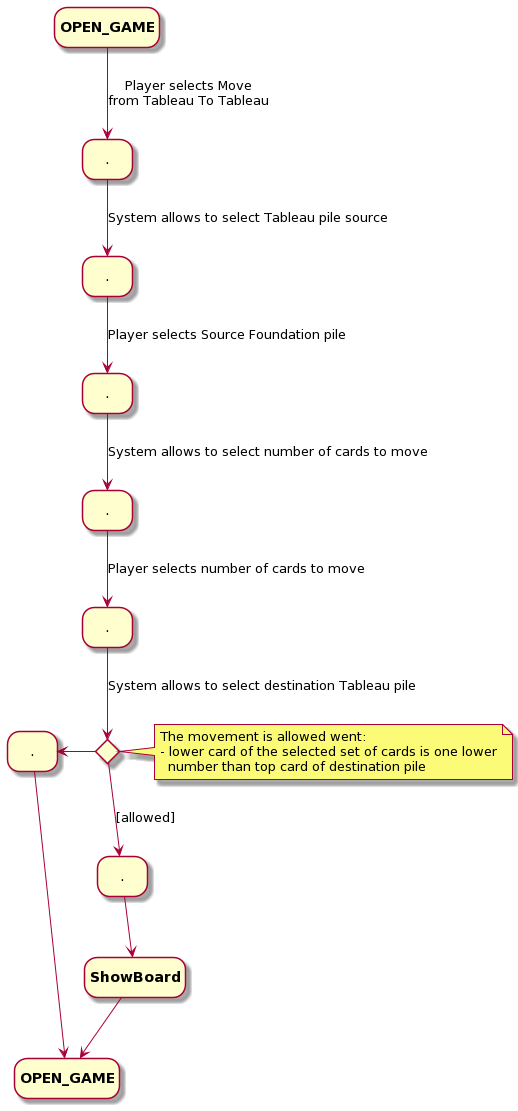 OPEN_GAME
Player selects Move
from Tableau To Tableau
.
System allows to select Tableau pile source
.
Player selects Source Foundation pile
.
System allows to select number of cards to move
.
Player selects number of cards to move
.
System allows to select destination Tableau pile
.
The movement is allowed went:
- lower card of the selected set of cards is one lower
number than top card of destination pile
[allowed]
.
ShowBoard
OPEN_GAME